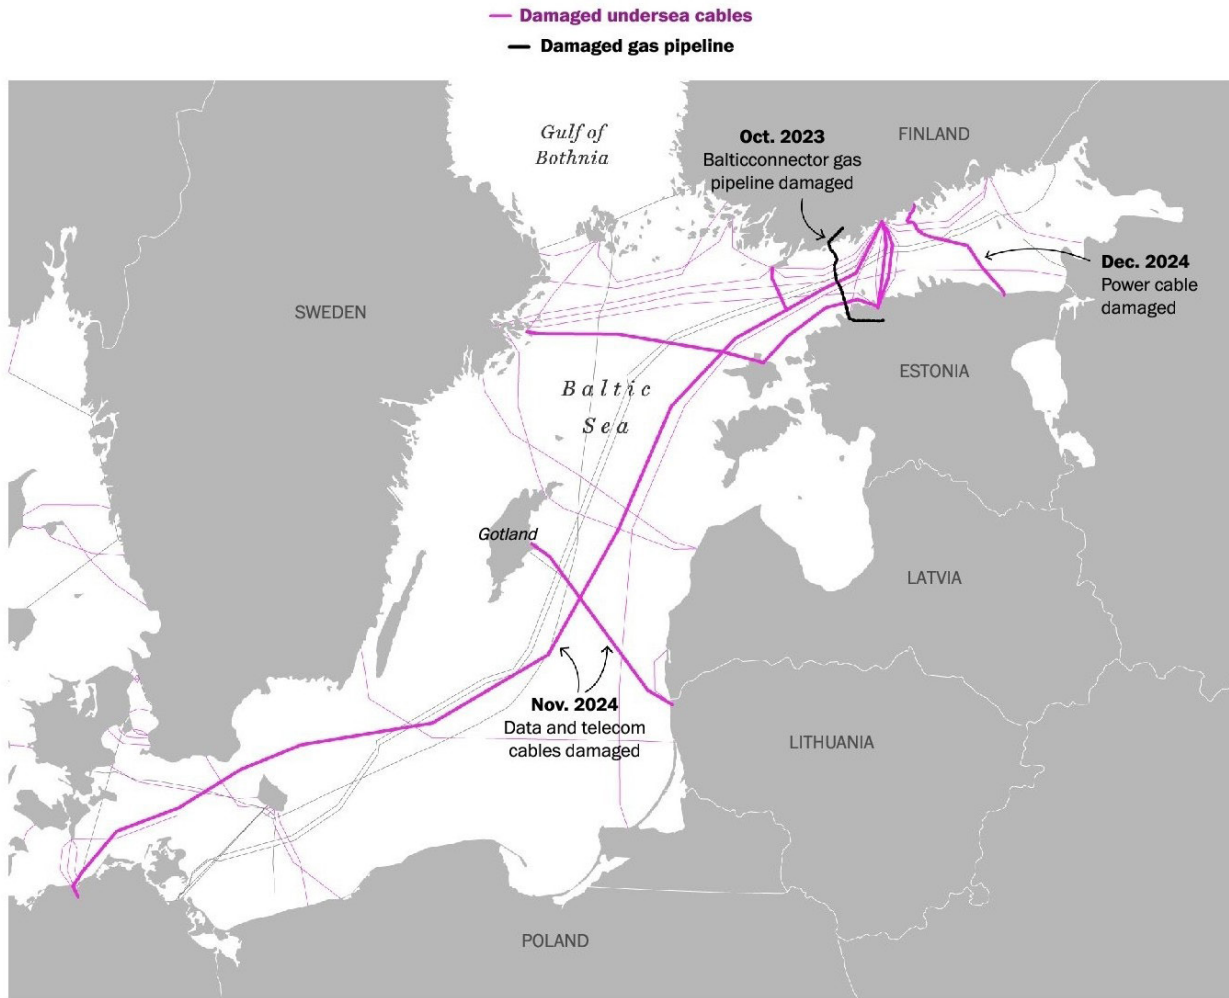 Damaged undersea cables
Damaged gas pipeline
Gulf of
Bothnia
Oct. 2023
Balticconnector gas
pipeline damaged
FINLAND
Dec. 2024
Power cable
damaged
SWEDEN
ESTONIA
Baltic
Sea
Gotland
LATVIA
Nov. 2024
Data and telecom
cables damaged
LITHUANIA
POLAND